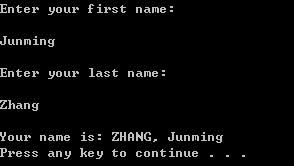 Enter your first name:
Junming
Enter your last name:
Zhang
Your name is: ZHANG, Junming
Press any key to continue . . .